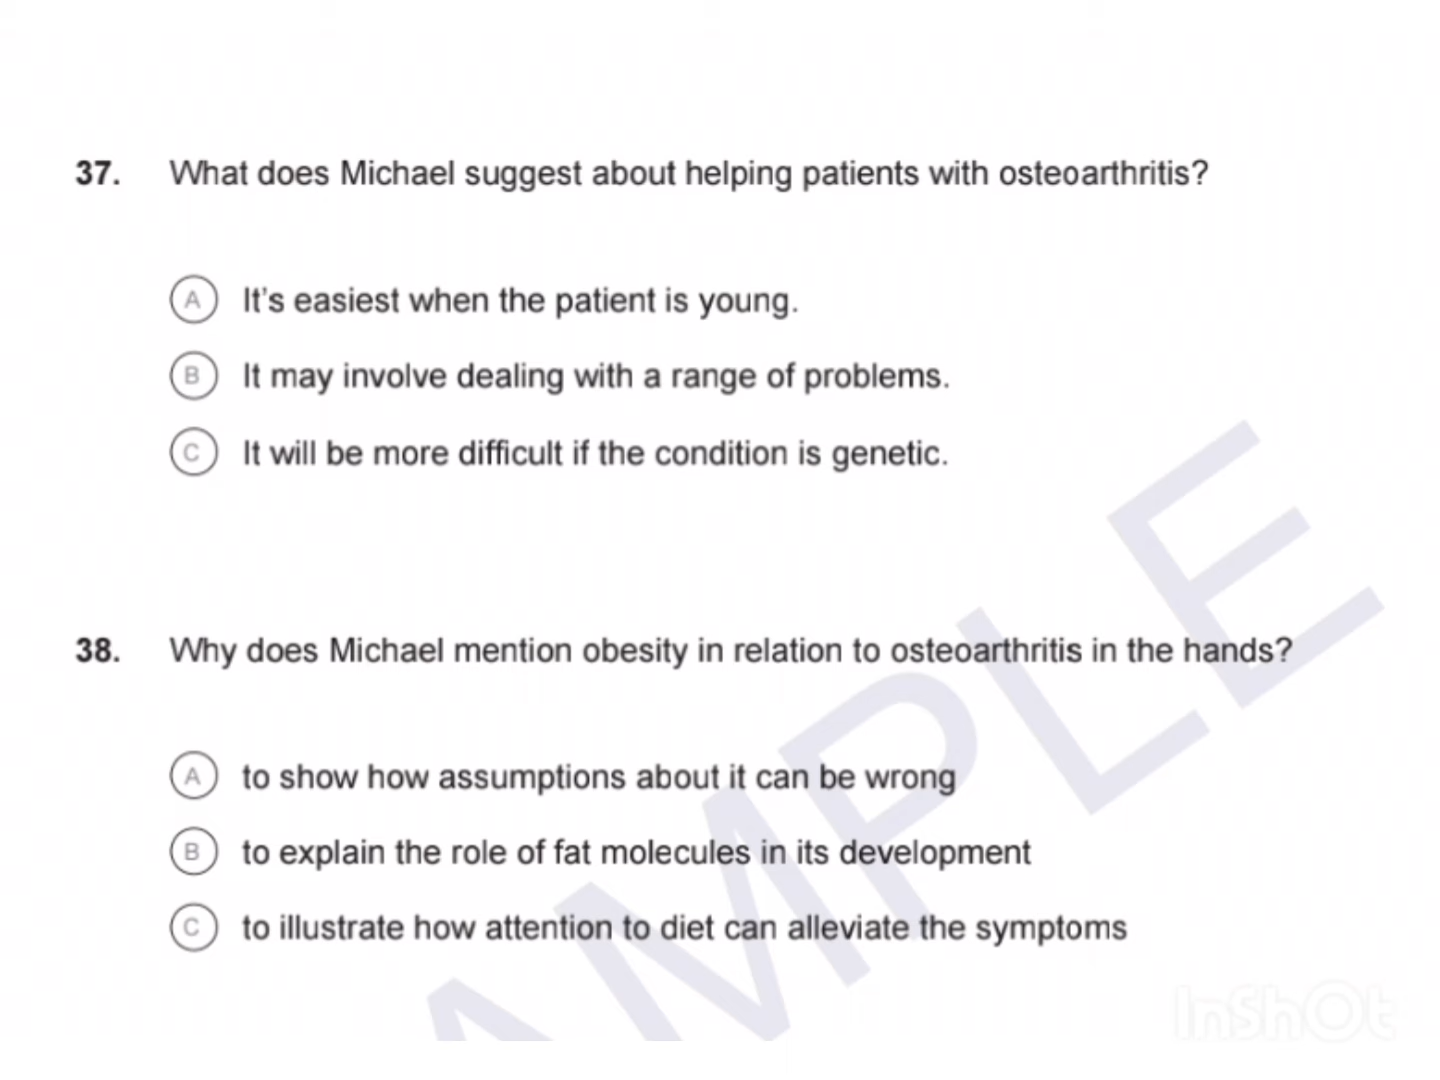 37. What does Michael suggest about helping patients with osteoarthritis?
A It's easiest when the patient is young.
B It may involve dealing with a range of problems.
C It will be more difficult if the condition is genetic.
38. Why does Michael mention obesity in relation to osteoarthritis in the hands?
A to show how assumptions about it can be wrong
B to explain the role of fat molecules in its development
C to illustrate how attention to diet can alleviate the symptoms
AMPLE
InShOt